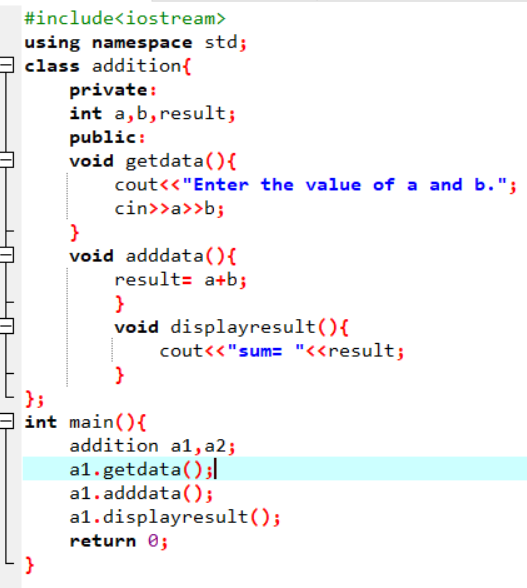 #include<iostream>
using namespace std;
class addition{
    private:
    int a,b,result;
    public:
    void getdata(){
        cout<<"Enter the value of a and b.";
        cin>>a>>b;
    }
    void adddata(){
        result= a+b;
        }
        void displayresult(){
            cout<<"sum= "<<result;
        }
};
int main(){
    addition a1,a2;
    a1.getdata();
    a1.adddata();
    a1.displayresult();
    return 0;
}